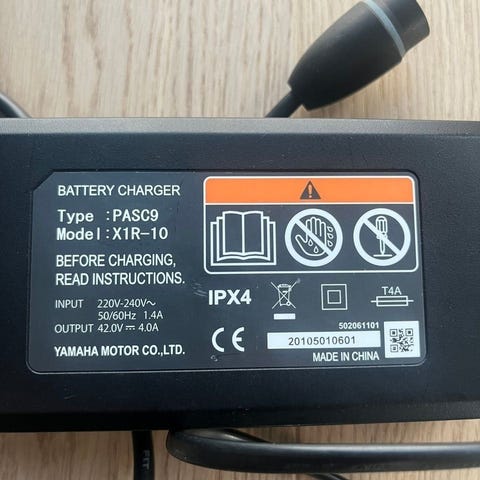 BATTERY CHARGER
Type :PASC9
Model:X1R-10
BEFORE CHARGING,
READ INSTRUCTIONS.
INPUT 220V-240V~
50/60Hz 1.4A
OUTPUT 42.0V⎓ 4.0A
YAMAHA MOTOR CO.,LTD.
IPX4
T4A
CE
502061101
20105010601
MADE IN CHINA